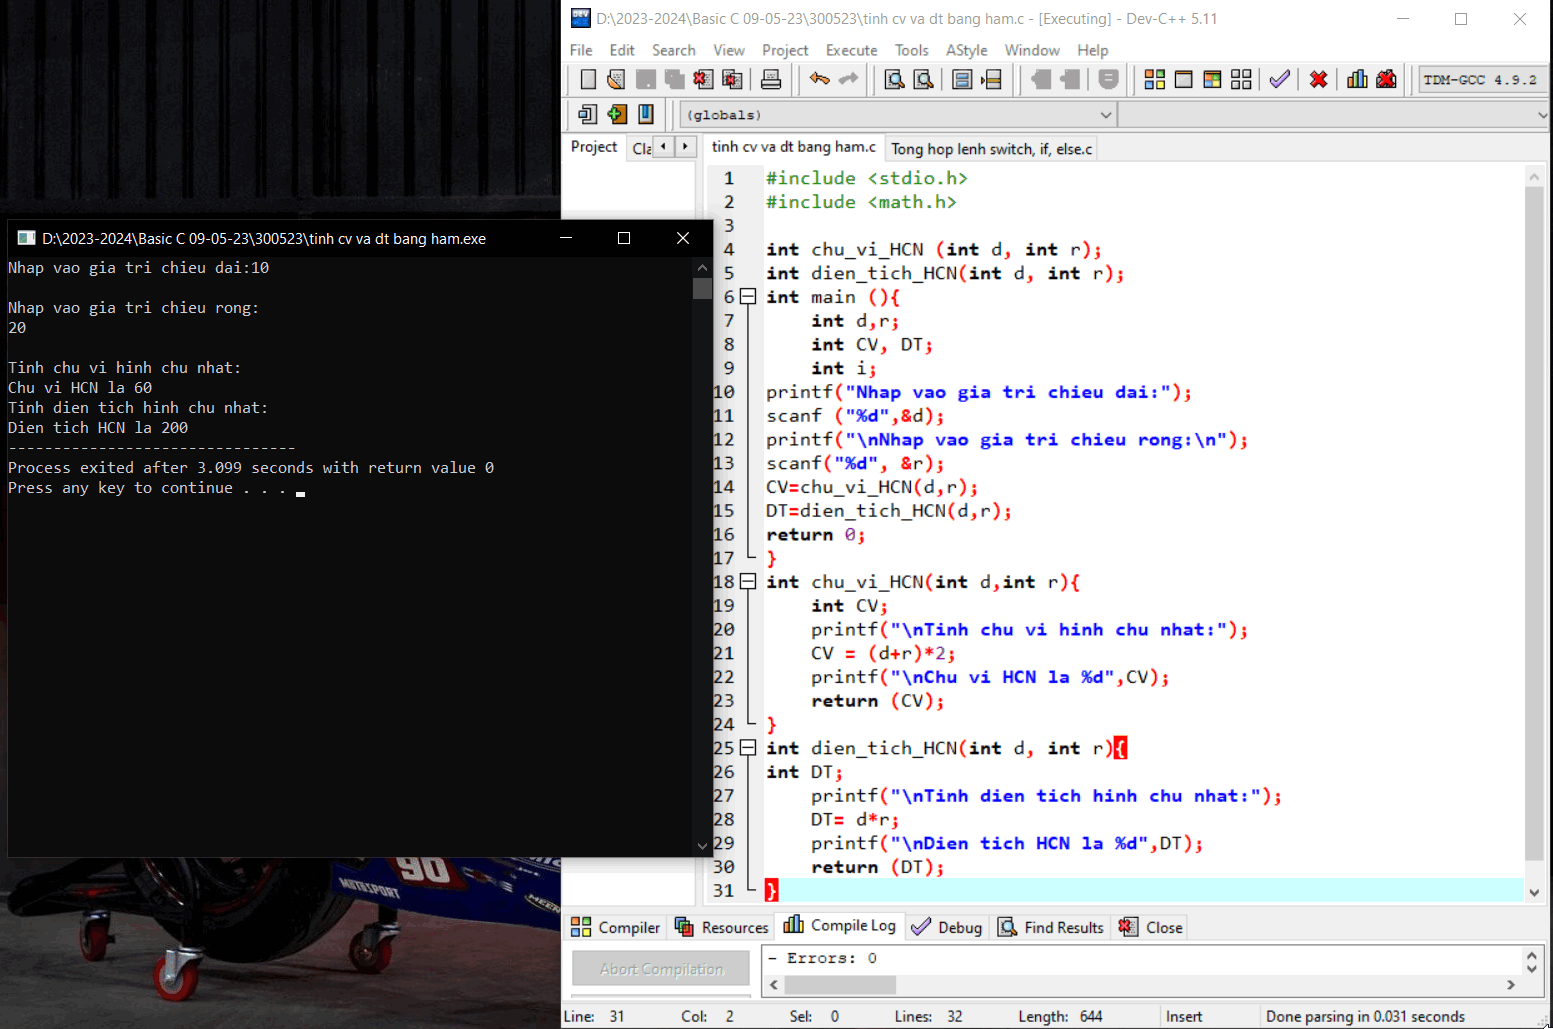 D:\2023-2024\Basic C 09-05-23\300523\tinh cv va dt bang ham.c - [Executing] - Dev-C++ 5.11
File Edit Search View Project Execute Tools AStyle Window Help
TDM-GCC 4.9.2
(globals)
Project Cla tinh cv va dt bang ham.c Tong hop lenh switch, if, else.c
1 #include <stdio.h>
2 #include <math.h>
3
4 int chu_vi_HCN (int d, int r);
5 int dien_tich_HCN(int d, int r);
6 int main (){
7 int d,r;
8 int CV, DT;
9 int i;
10 printf("Nhap vao gia tri chieu dai:");
11 scanf ("%d",&d);
12 printf("\nNhap vao gia tri chieu rong:\n");
13 scanf("%d", &r);
14 CV=chu_vi_HCN(d,r);
15 DT=dien_tich_HCN(d,r);
16 return 0;
17 }
18 int chu_vi_HCN(int d,int r){
19 int CV;
20 printf("\nTinh chu vi hinh chu nhat:");
21 CV = (d+r)*2;
22 printf("\nChu vi HCN la %d",CV);
23 return (CV);
24 }
25 int dien_tich_HCN(int d, int r){
26 int DT;
27 printf("\nTinh dien tich hinh chu nhat:");
28 DT= d*r;
29 printf("\nDien tich HCN la %d",DT);
30 return (DT);
31 }
D:\2023-2024\Basic C 09-05-23\300523\tinh cv va dt bang ham.exe
Nhap vao gia tri chieu dai:10
Nhap vao gia tri chieu rong:
20
Tinh chu vi hinh chu nhat:
Chu vi HCN la 60
Tinh dien tich hinh chu nhat:
Dien tich HCN la 200
--------------------------------
Process exited after 3.099 seconds with return value 0
Press any key to continue . . .
90
MOTESPORT
Compiler Resources Compile Log Debug Find Results Close
Abort Compilation
- Errors: 0
Line: 31 Col: 2 Sel: 0 Lines: 32 Length: 644 Insert Done parsing in 0.031 seconds